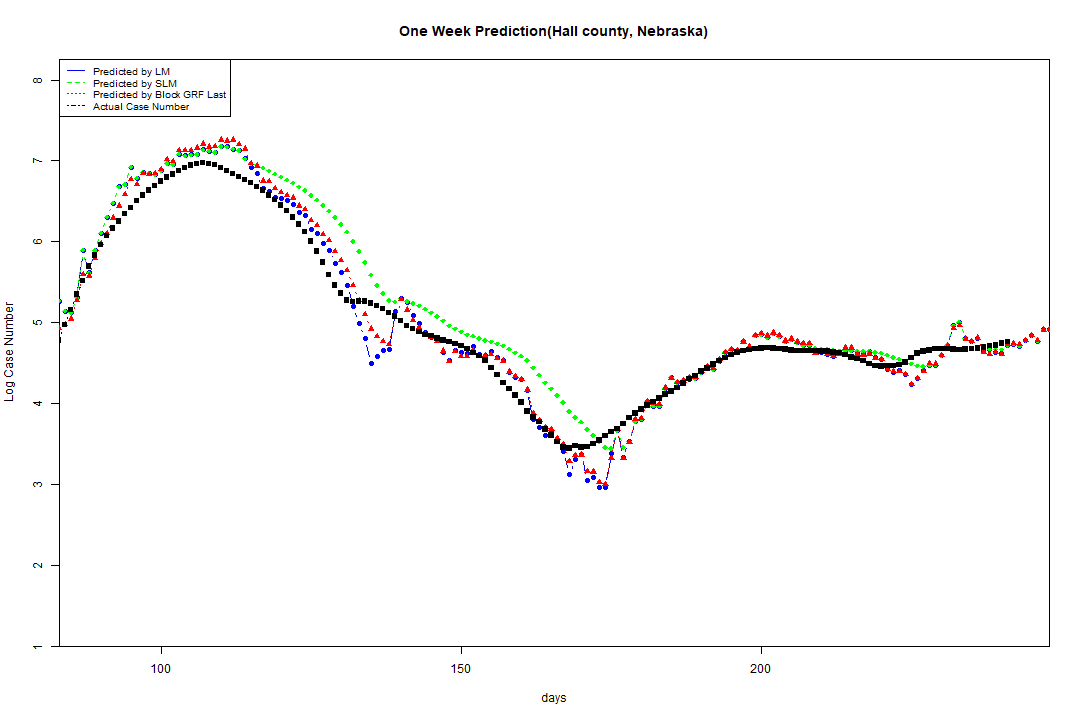 One Week Prediction(Hall county, Nebraska)
Predicted by LM
Predicted by SLM
Predicted by Block GRF Last
Actual Case Number
8
7
6
5
4
3
2
1
Log Case Number
100 150 200
days